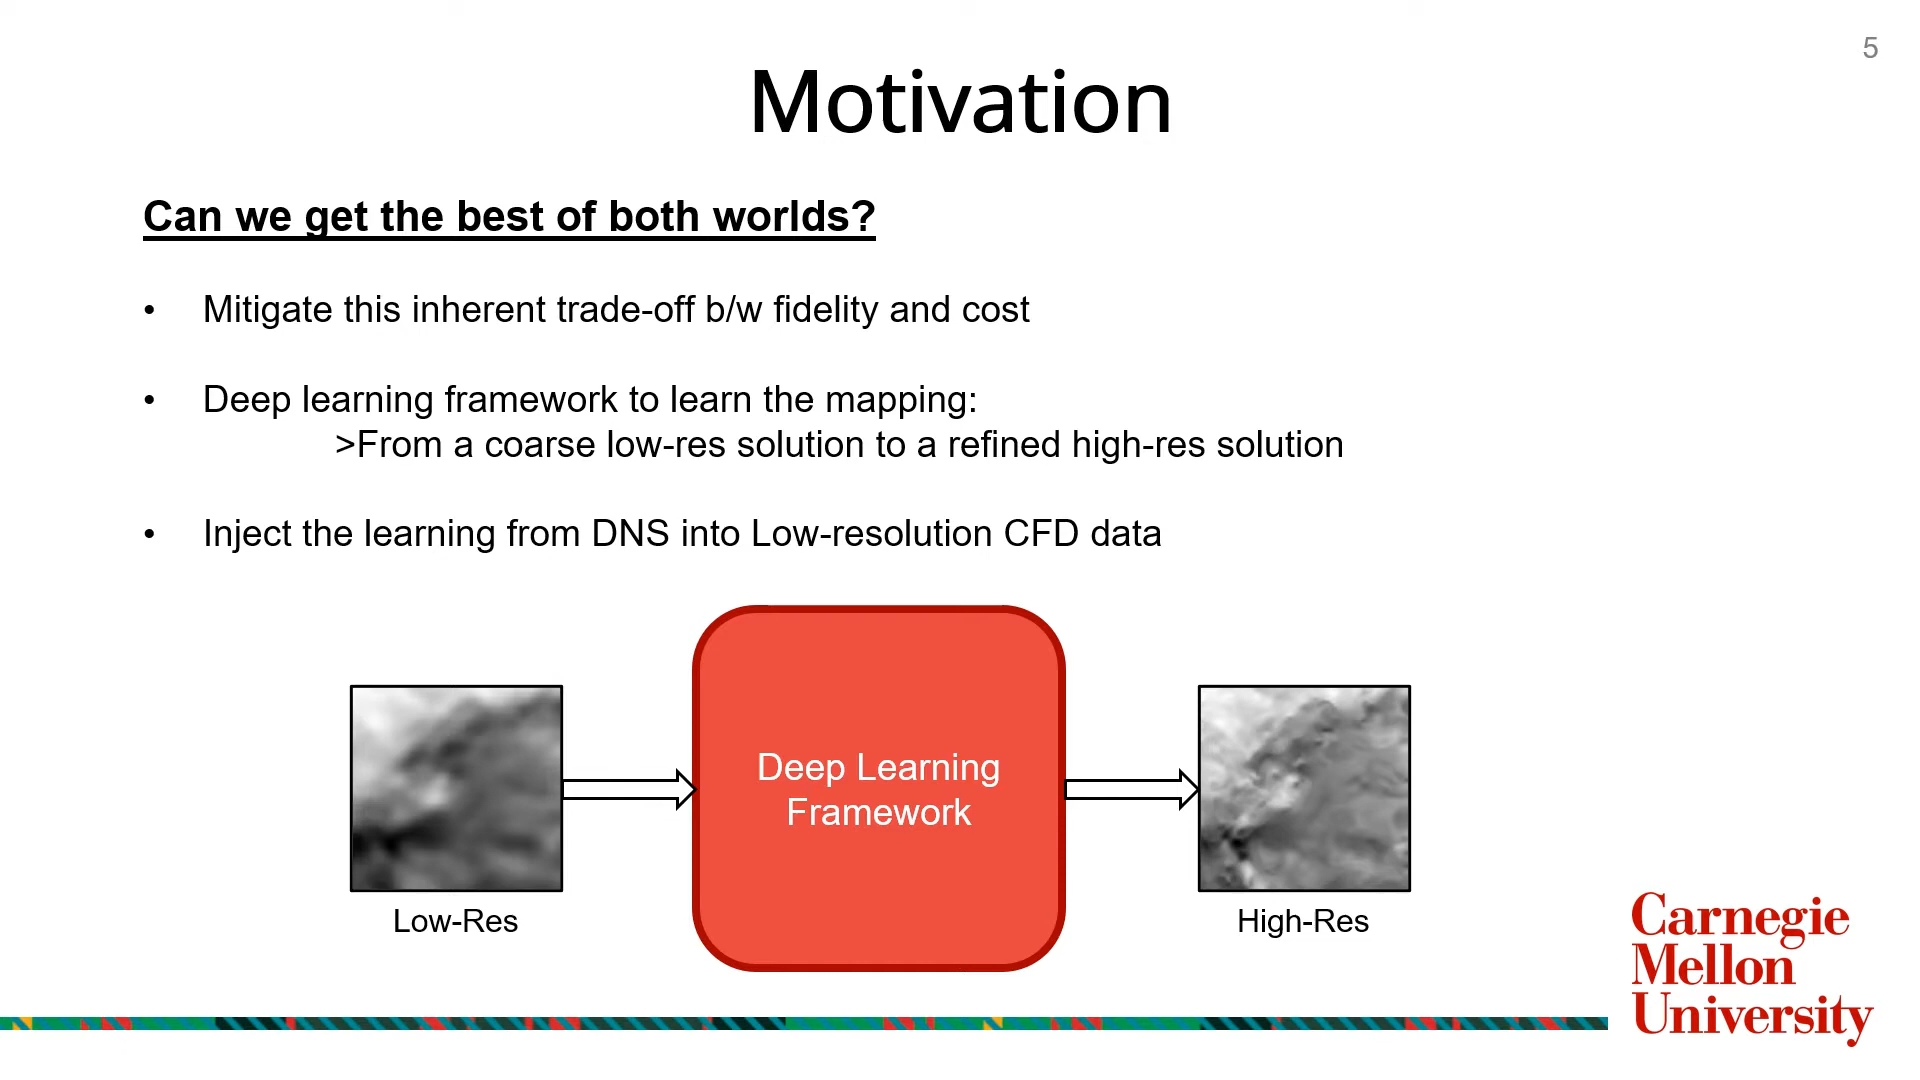 5
Motivation
Can we get the best of both worlds?
• Mitigate this inherent trade-off b/w fidelity and cost
• Deep learning framework to learn the mapping:
>From a coarse low-res solution to a refined high-res solution
• Inject the learning from DNS into Low-resolution CFD data
Deep Learning
Framework
Low-Res
High-Res
Carnegie
Mellon
University